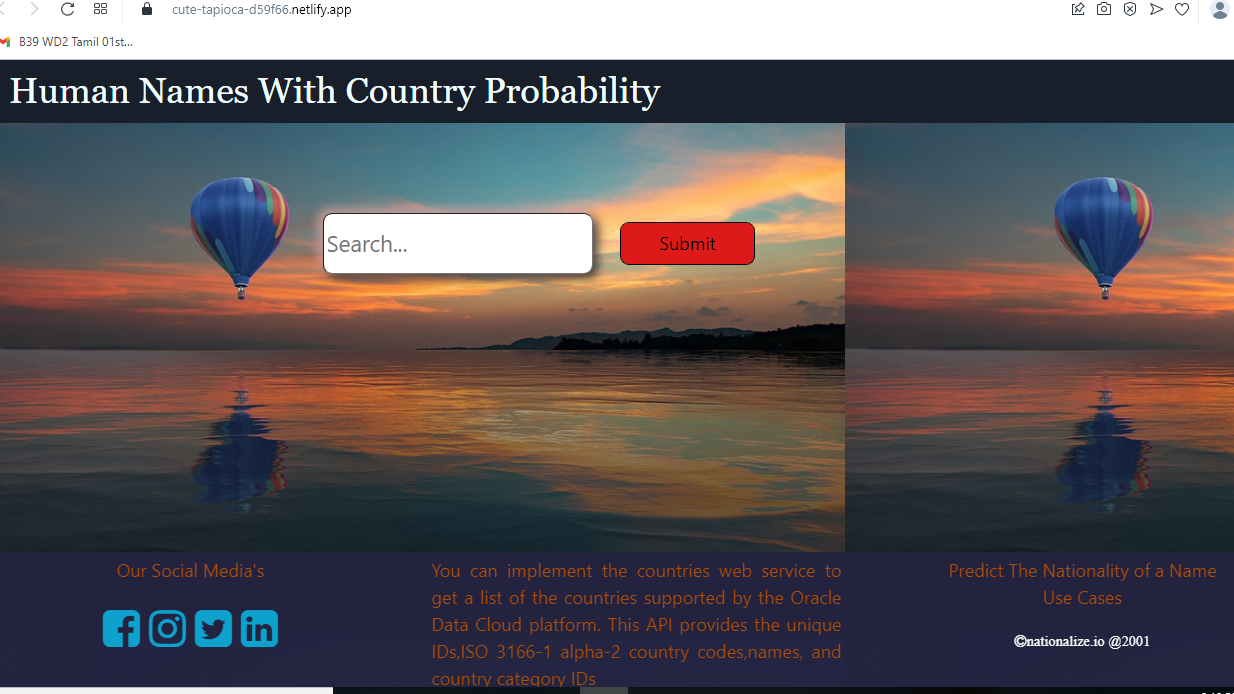 cute-tapioca-d59f66.netlify.app
B39 WD2 Tamil 01st...
Human Names With Country Probability
Search...
Submit
Our Social Media's
You can implement the countries web service to
get a list of the countries supported by the Oracle
Data Cloud platform. This API provides the unique
IDs,ISO 3166-1 alpha-2 country codes,names, and
country category IDs
Predict The Nationality of a Name
Use Cases
©nationalize.io @2001